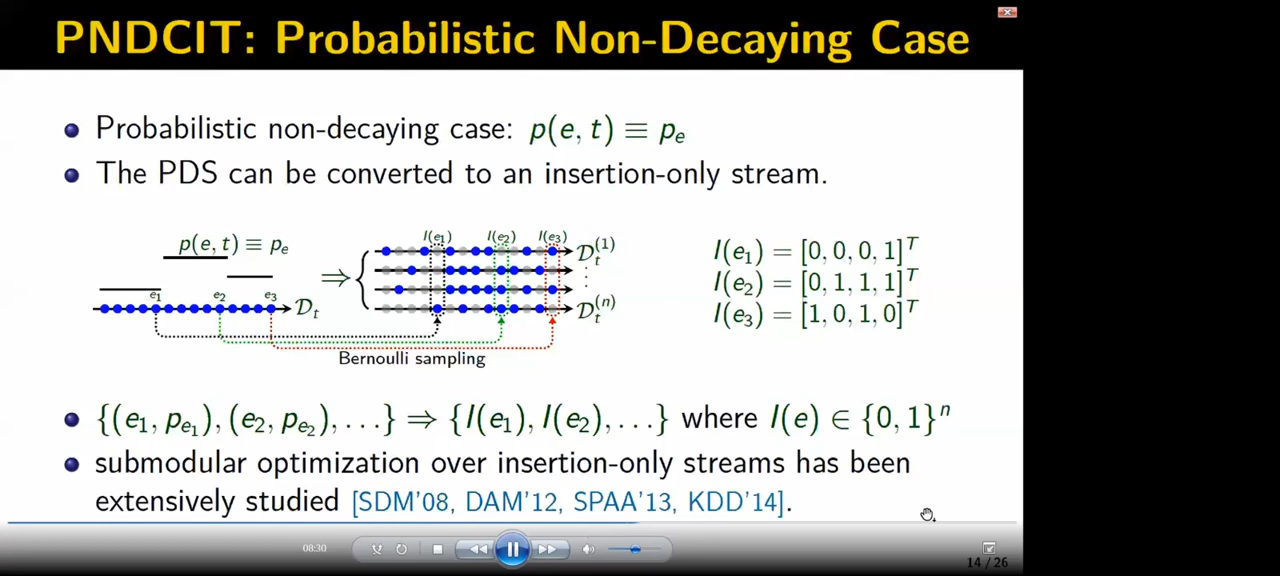 PNDCIT: Probabilistic Non-Decaying Case
Probabilistic non-decaying case: p(e, t) ≡ pₑ
The PDS can be converted to an insertion-only stream.
p(e, t) ≡ pₑ
e₁ e₂ e₃
𝒟ₜ
⇒
I(e₁) I(e₂) I(e₃)
𝒟ₜ⁽¹⁾
⋮
𝒟ₜ⁽ⁿ⁾
Bernoulli sampling
I(e₁) = [0, 0, 0, 1]ᵀ
I(e₂) = [0, 1, 1, 1]ᵀ
I(e₃) = [1, 0, 1, 0]ᵀ
{(e₁, pₑ₁), (e₂, pₑ₂), . . .} ⇒ {I(e₁), I(e₂), . . .} where I(e) ∈ {0, 1}ⁿ
submodular optimization over insertion-only streams has been
extensively studied [SDM'08, DAM'12, SPAA'13, KDD'14].
08:30
14 / 26